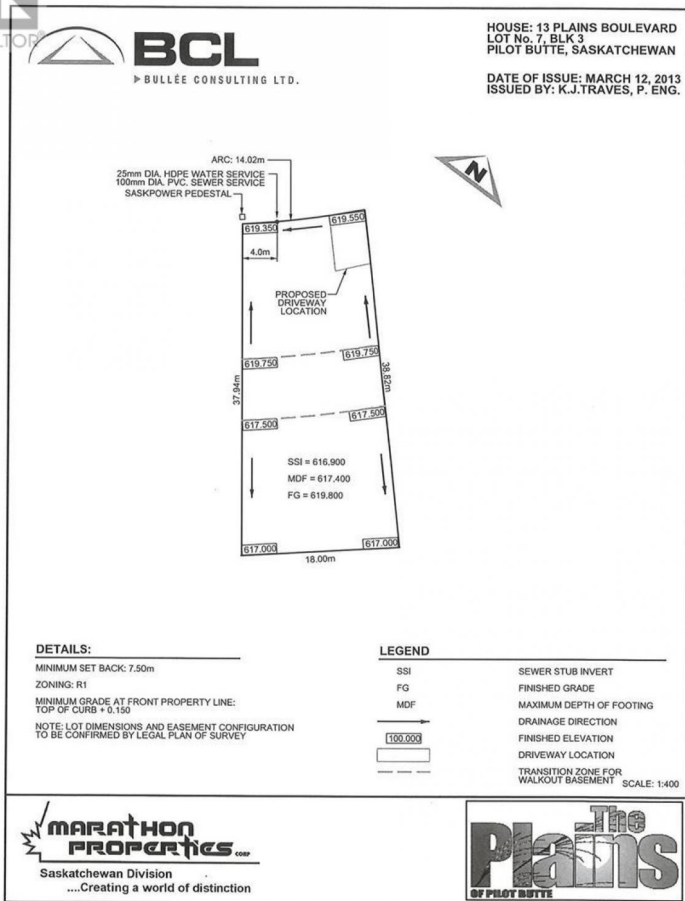 BCL
BULLÉE CONSULTING LTD.
HOUSE: 13 PLAINS BOULEVARD
LOT No. 7, BLK 3
PILOT BUTTE, SASKATCHEWAN
DATE OF ISSUE: MARCH 12, 2013
ISSUED BY: K.J.TRAVES, P. ENG.
ARC: 14.02m
25mm DIA. HDPE WATER SERVICE
100mm DIA. PVC. SEWER SERVICE
SASKPOWER PEDESTAL
N
619.350
619.550
4.0m
PROPOSED
DRIVEWAY
LOCATION
619.750
619.750
37.94m
38.82m
617.500
617.500
SSI = 616.900
MDF = 617.400
FG = 619.800
617.000
617.000
18.00m
DETAILS:
MINIMUM SET BACK: 7.50m
ZONING: R1
MINIMUM GRADE AT FRONT PROPERTY LINE:
TOP OF CURB + 0.150
NOTE: LOT DIMENSIONS AND EASEMENT CONFIGURATION
TO BE CONFIRMED BY LEGAL PLAN OF SURVEY
LEGEND
SSI SEWER STUB INVERT
FG FINISHED GRADE
MDF MAXIMUM DEPTH OF FOOTING
DRAINAGE DIRECTION
100.000 FINISHED ELEVATION
DRIVEWAY LOCATION
TRANSITION ZONE FOR
WALKOUT BASEMENT
SCALE: 1:400
MARATHON
PROPERTIES CORP
Saskatchewan Division
....Creating a world of distinction
The
Plains
OF PILOT BUTTE